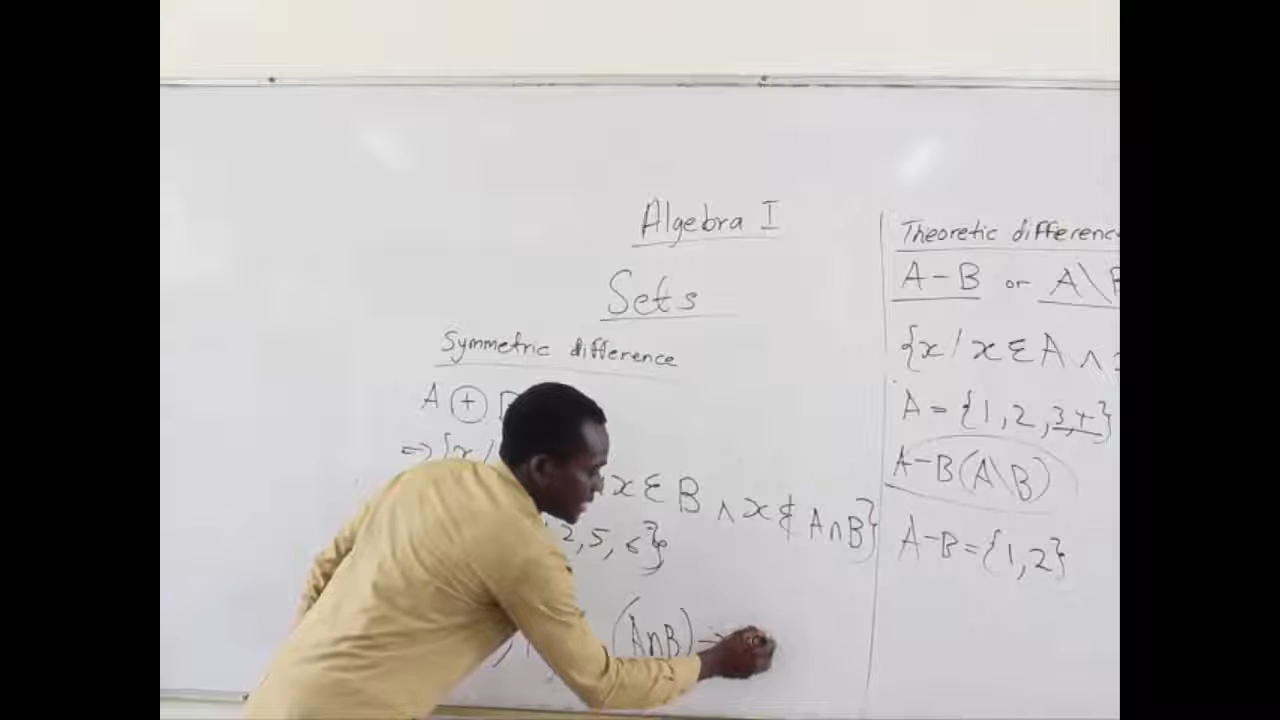 Algebra I
Sets
Symmetric difference
A ⊕
⇒ {x /
x ∈ B ∧ x ∉ A∩B}
2, 5, 6}
(A∩B)
Theoretic differenc
A - B or A\B
{x / x ∈ A ∧
A = {1, 2, 3, 4}
A-B (A\B)
A-B = {1, 2}